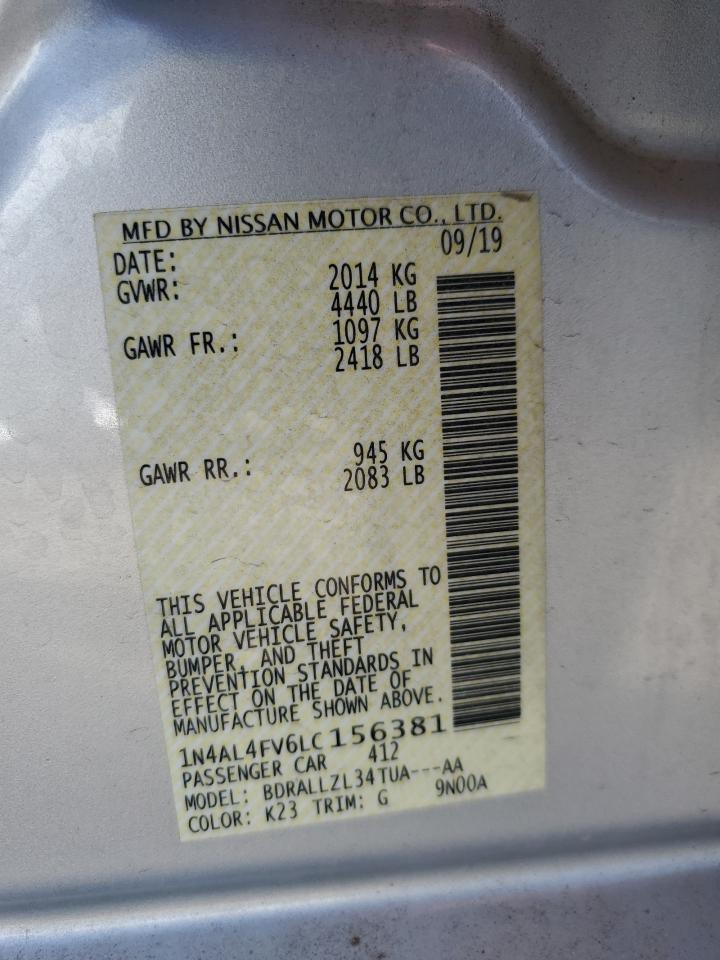 MFD BY NISSAN MOTOR CO., LTD.
DATE: 09/19
GVWR: 2014 KG
4440 LB
GAWR FR.: 1097 KG
2418 LB
GAWR RR.: 945 KG
2083 LB
THIS VEHICLE CONFORMS TO
ALL APPLICABLE FEDERAL
MOTOR VEHICLE SAFETY,
BUMPER, AND THEFT
PREVENTION STANDARDS IN
EFFECT ON THE DATE OF
MANUFACTURE SHOWN ABOVE.
1N4AL4FV6LC156381
PASSENGER CAR 412
MODEL: BDRALLZL34TUA---AA
COLOR: K23 TRIM: G 9N00A